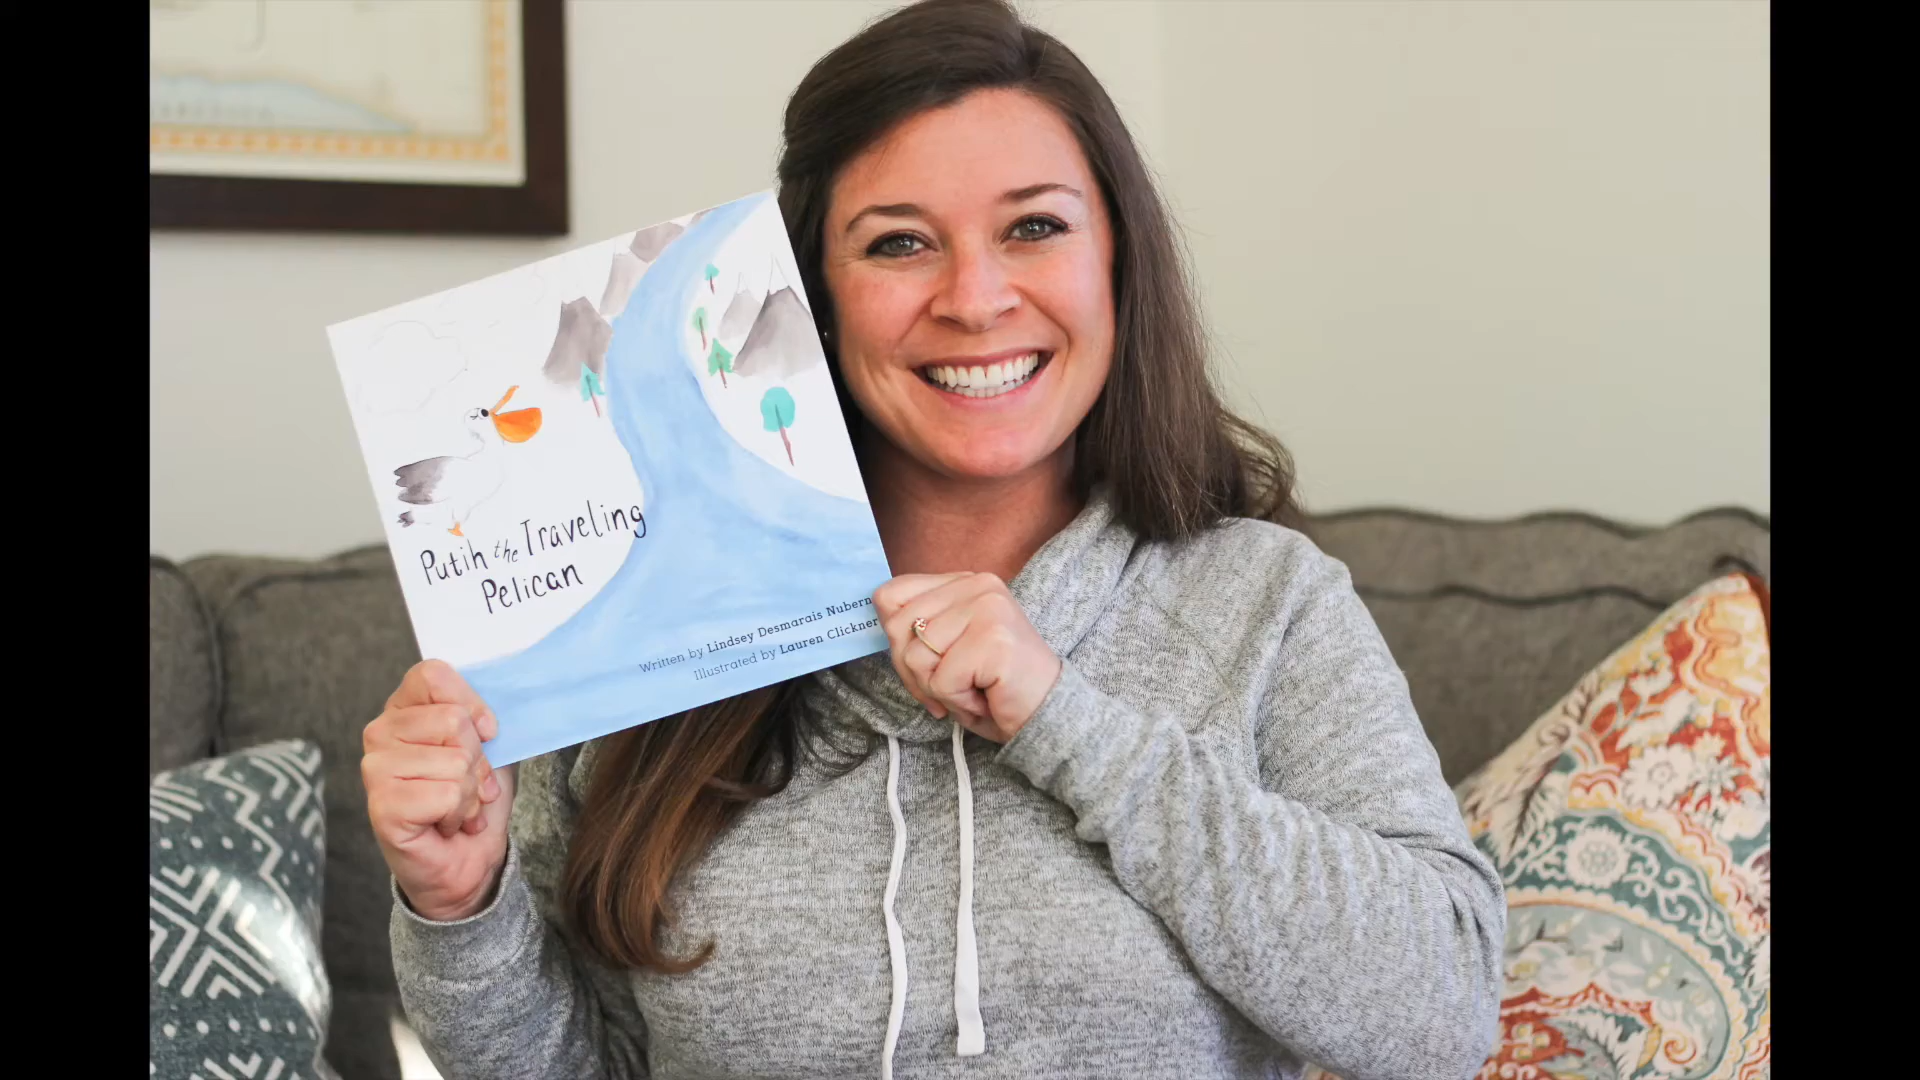 Putih the Traveling
Pelican
Written by Lindsey Desmarais Nubern
Illustrated by Lauren Clickner